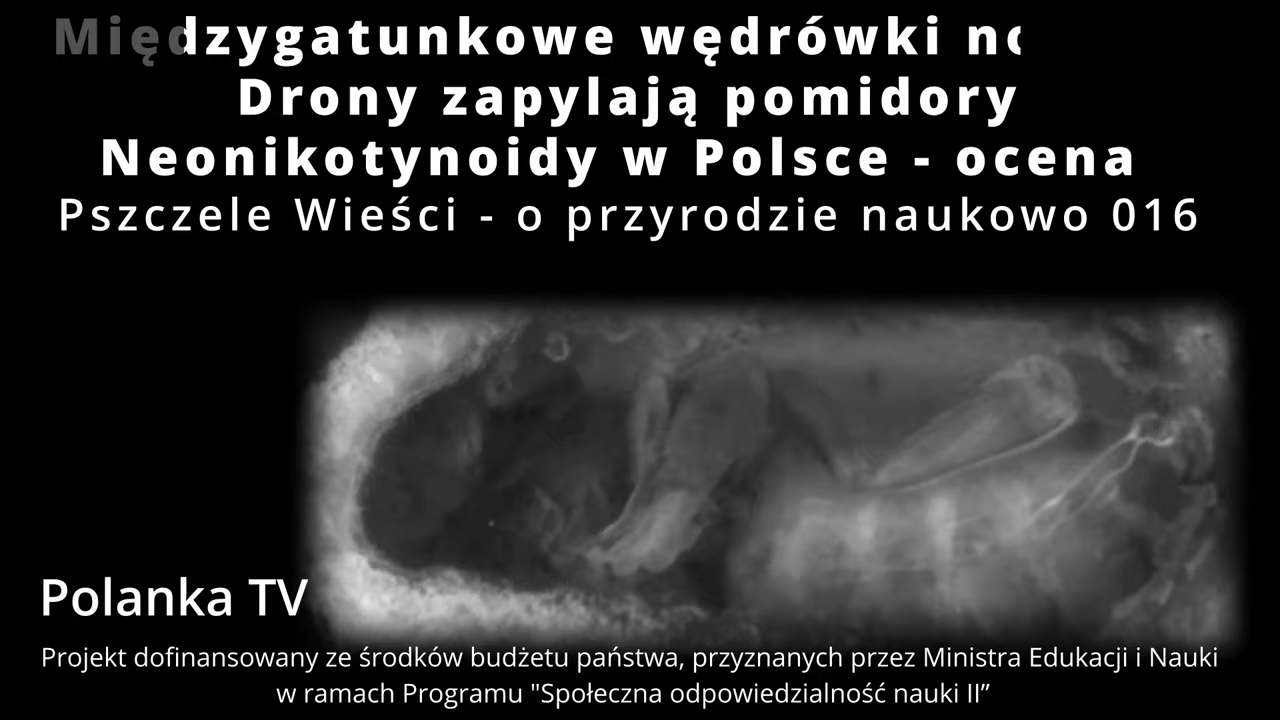 Międzygatunkowe wędrówki
Drony zapylają pomidory
Neonikotynoidy w Polsce - ocena
Pszczele Wieści - o przyrodzie naukowo 016
Polanka TV
Projekt dofinansowany ze środków budżetu państwa, przyznanych przez Ministra Edukacji i Nauki
w ramach Programu "Społeczna odpowiedzialność nauki II”